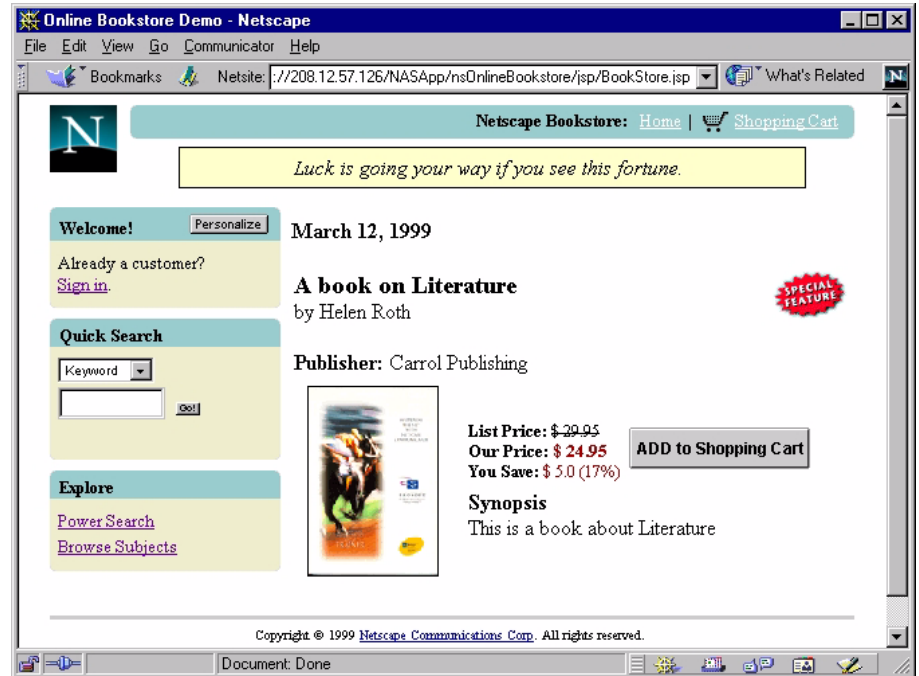 Online Bookstore Demo - Netscape
File Edit View Go Communicator Help
Bookmarks Netsite: ://208.12.57.126/NASApp/nsOnlineBookstore/jsp/BookStore.jsp What's Related N
N
Netscape Bookstore: Home | Shopping Cart
Luck is going your way if you see this fortune.
Welcome! Personalize
Already a customer?
Sign in.
Quick Search
Keyword
Go!
Explore
Power Search
Browse Subjects
March 12, 1999
A book on Literature
by Helen Roth
SPECIAL
FEATURE
Publisher: Carrol Publishing
List Price: $ 29.95
Our Price: $ 24.95
You Save: $ 5.0 (17%)
ADD to Shopping Cart
Synopsis
This is a book about Literature
Copyright © 1999 Netscape Communications Corp. All rights reserved.
Document: Done